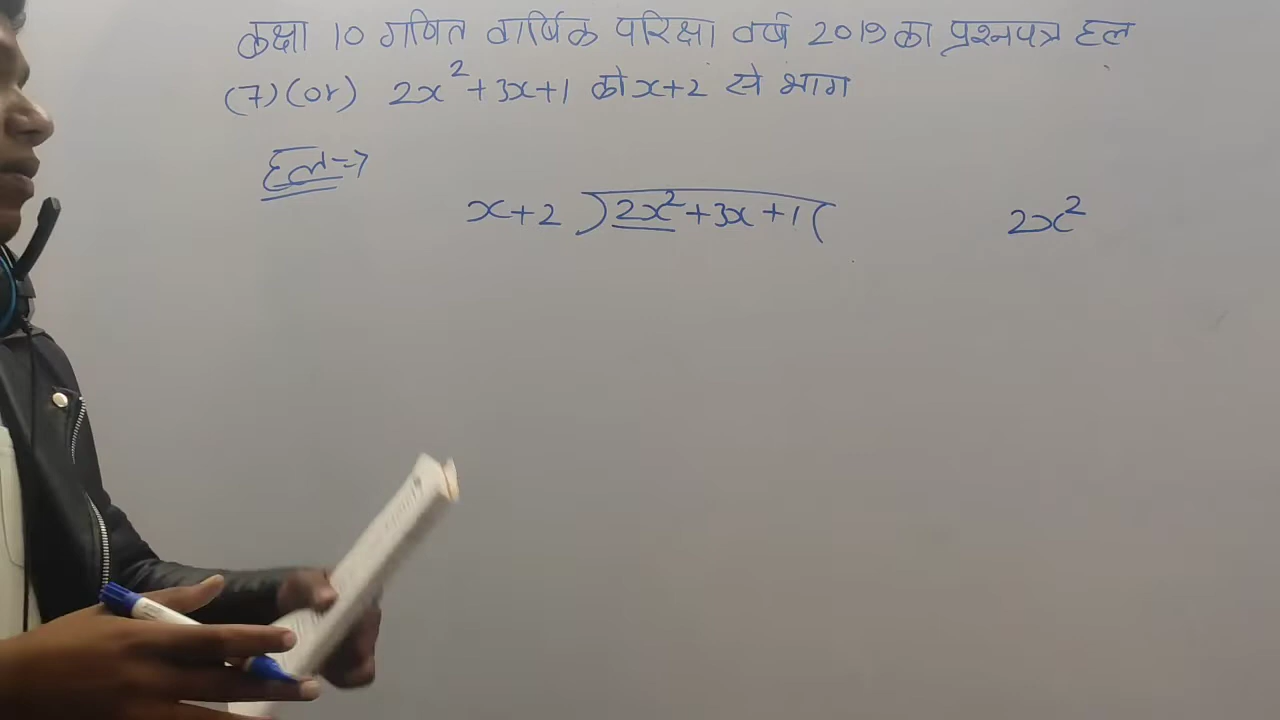 कक्षा 10 गणित वार्षिक परिक्षा वर्ष 2019 का प्रश्नपत्र हल
(7)(or) 2x²+3x+1 को x+2 से भाग
हल=>
x+2 ) 2x²+3x+1 ( 2x²